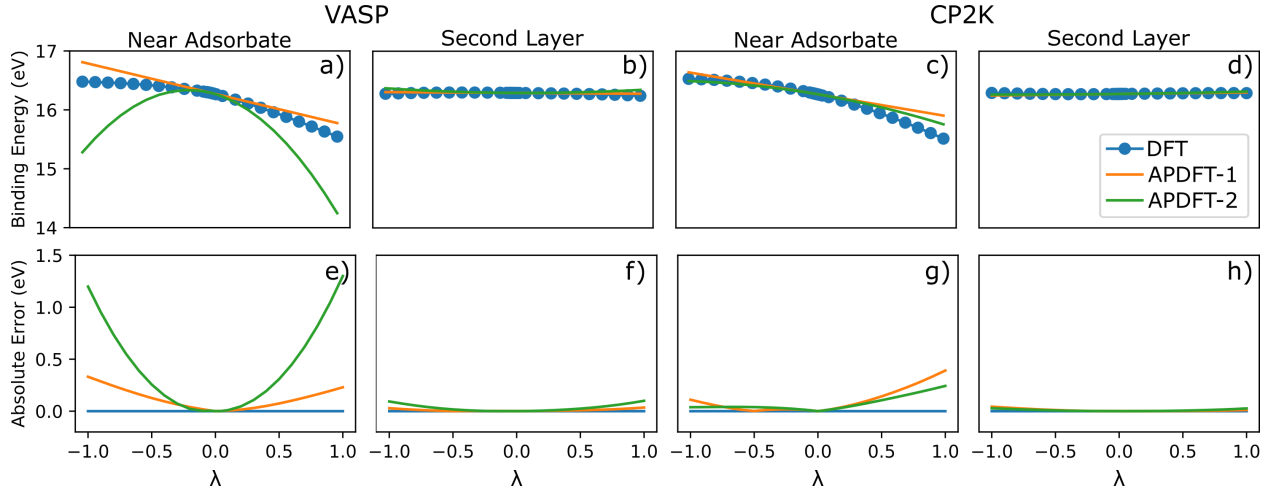 VASP CP2K
Near Adsorbate Second Layer Near Adsorbate Second Layer
Binding Energy (eV)
17
16
15
14
a) b) c) d)
DFT
APDFT-1
APDFT-2
Absolute Error (eV)
1.5
1.0
0.5
0.0
e) f) g) h)
−1.0 −0.5 0.0 0.5 1.0 −1.0 −0.5 0.0 0.5 1.0 −1.0 −0.5 0.0 0.5 1.0 −1.0 −0.5 0.0 0.5 1.0
λ λ λ λ